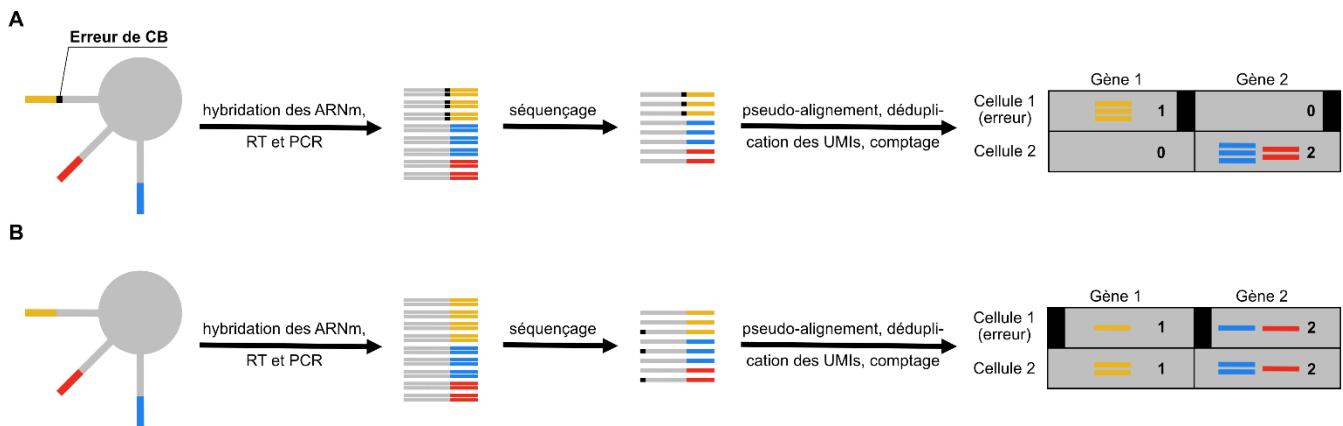 A
Erreur de CB
hybridation des ARNm,
RT et PCR
séquençage
pseudo-alignement, dédupli-
cation des UMIs, comptage
Gène 1 Gène 2
Cellule 1
(erreur)
1 0
Cellule 2
0 2
B
hybridation des ARNm,
RT et PCR
séquençage
pseudo-alignement, dédupli-
cation des UMIs, comptage
Gène 1 Gène 2
Cellule 1
(erreur)
1 2
Cellule 2
1 2